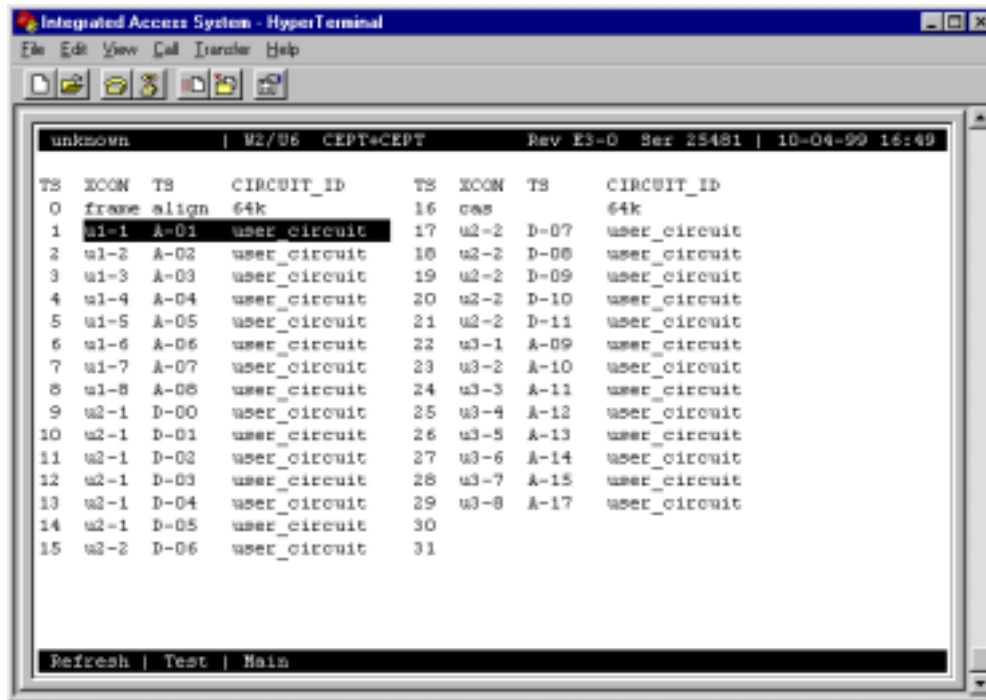 Integrated Access System - HyperTerminal
File Edit View Call Transfer Help
unknown | W2/U6 CEPT+CEPT Rev E3-0 Ser 25481 | 10-04-99 16:49
TS XCON TS CIRCUIT_ID TS XCON TS CIRCUIT_ID
0 frame align 64k 16 cas 64k
1 u1-1 A-01 user_circuit 17 u2-2 D-07 user_circuit
2 u1-2 A-02 user_circuit 18 u2-2 D-08 user_circuit
3 u1-3 A-03 user_circuit 19 u2-2 D-09 user_circuit
4 u1-4 A-04 user_circuit 20 u2-2 D-10 user_circuit
5 u1-5 A-05 user_circuit 21 u2-2 D-11 user_circuit
6 u1-6 A-06 user_circuit 22 u3-1 A-09 user_circuit
7 u1-7 A-07 user_circuit 23 u3-2 A-10 user_circuit
8 u1-8 A-08 user_circuit 24 u3-3 A-11 user_circuit
9 u2-1 D-00 user_circuit 25 u3-4 A-12 user_circuit
10 u2-1 D-01 user_circuit 26 u3-5 A-13 user_circuit
11 u2-1 D-02 user_circuit 27 u3-6 A-14 user_circuit
12 u2-1 D-03 user_circuit 28 u3-7 A-15 user_circuit
13 u2-1 D-04 user_circuit 29 u3-8 A-17 user_circuit
14 u2-1 D-05 user_circuit 30
15 u2-2 D-06 user_circuit 31
Refresh | Test | Main